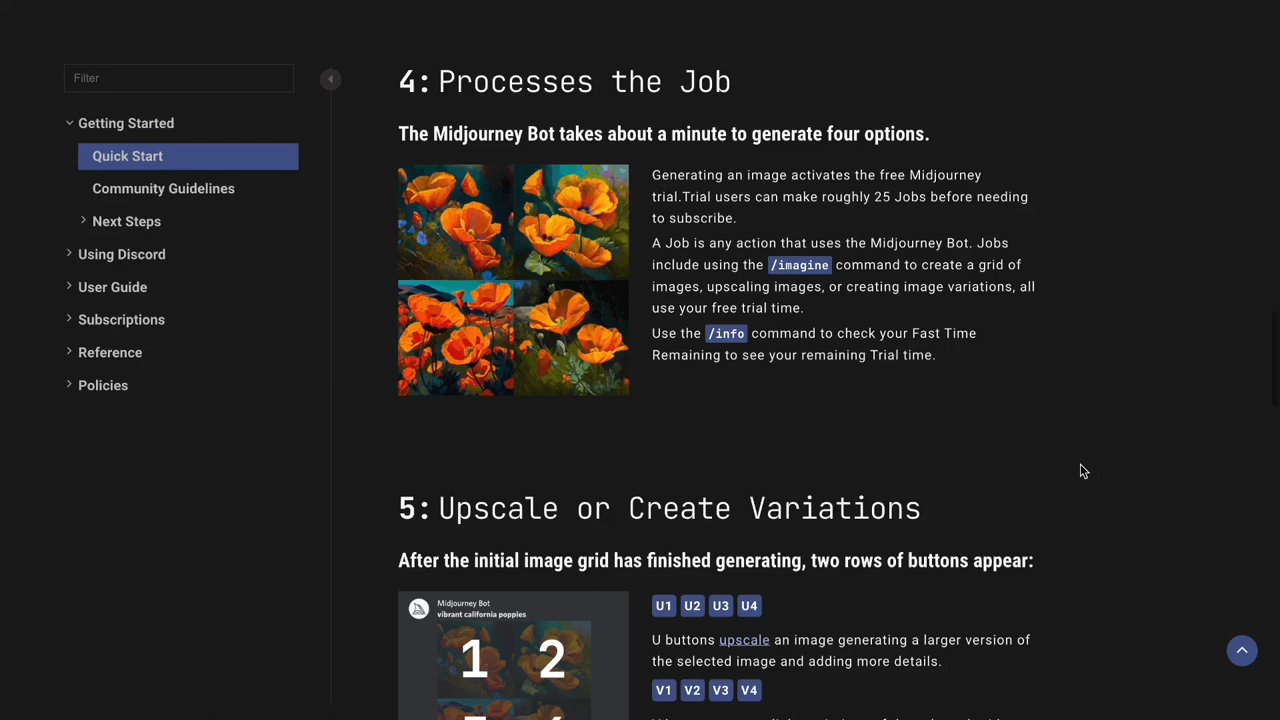 Filter
Getting Started
Quick Start
Community Guidelines
Next Steps
Using Discord
User Guide
Subscriptions
Reference
Policies
4: Processes the Job
The Midjourney Bot takes about a minute to generate four options.
Generating an image activates the free Midjourney
trial.Trial users can make roughly 25 Jobs before needing
to subscribe.
A Job is any action that uses the Midjourney Bot. Jobs
include using the /imagine command to create a grid of
images, upscaling images, or creating image variations, all
use your free trial time.
Use the /info command to check your Fast Time
Remaining to see your remaining Trial time.
5: Upscale or Create Variations
After the initial image grid has finished generating, two rows of buttons appear:
Midjourney Bot
vibrant california poppies
1 2
U1 U2 U3 U4
U buttons upscale an image generating a larger version of
the selected image and adding more details.
V1 V2 V3 V4